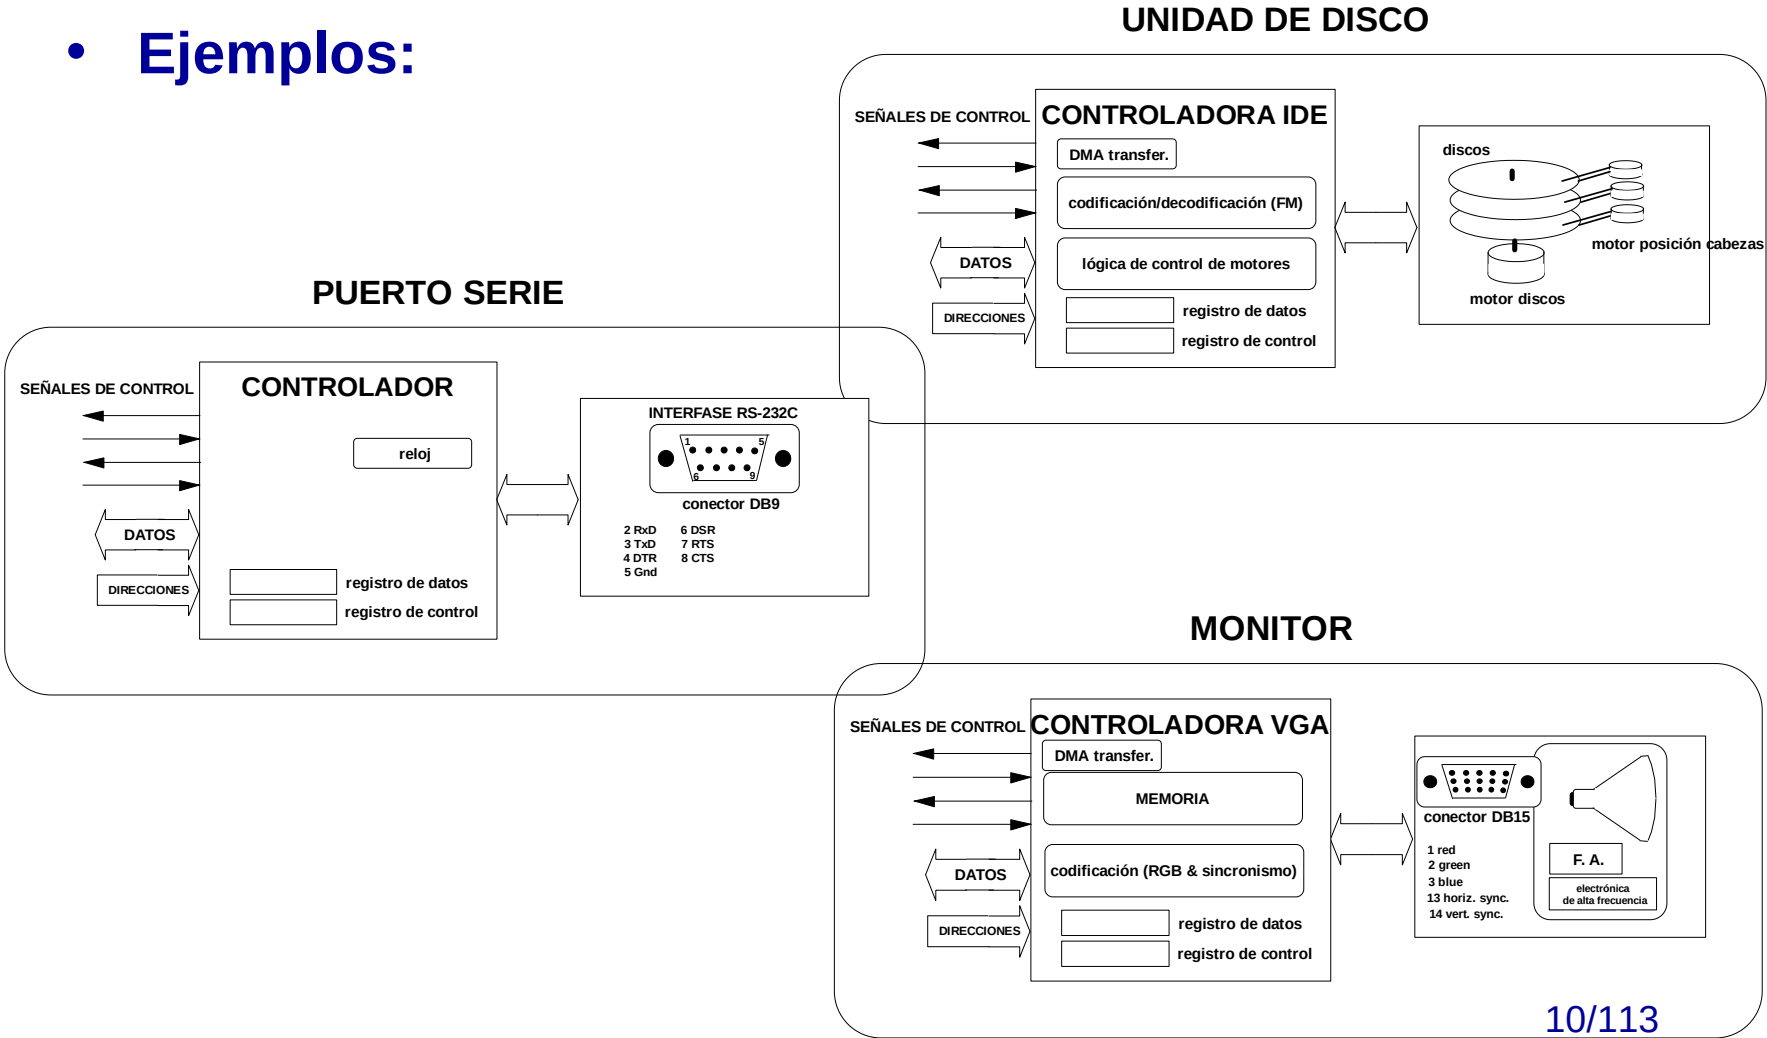 • Ejemplos:
UNIDAD DE DISCO
SEÑALES DE CONTROL
CONTROLADORA IDE
DMA transfer.
codificación/decodificación (FM)
DATOS
lógica de control de motores
DIRECCIONES
registro de datos
registro de control
discos
motor posición cabezas
motor discos
PUERTO SERIE
SEÑALES DE CONTROL
CONTROLADOR
reloj
DATOS
DIRECCIONES
registro de datos
registro de control
INTERFASE RS-232C
1 5
6 9
conector DB9
2 RxD 6 DSR
3 TxD 7 RTS
4 DTR 8 CTS
5 Gnd
MONITOR
SEÑALES DE CONTROL
CONTROLADORA VGA
DMA transfer.
MEMORIA
DATOS
codificación (RGB & sincronismo)
DIRECCIONES
registro de datos
registro de control
conector DB15
1 red
2 green
3 blue
13 horiz. sync.
14 vert. sync.
F. A.
electrónica
de alta frecuencia
10/113